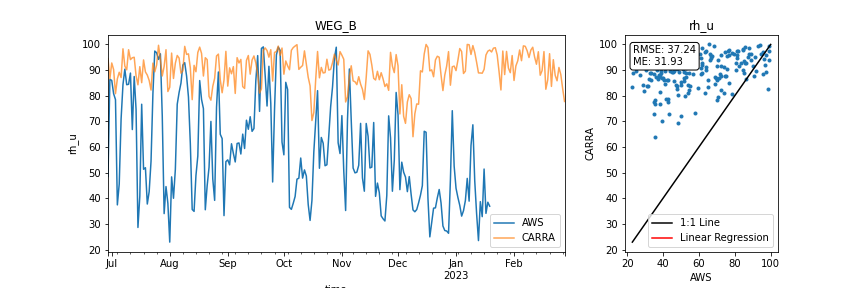 WEG_B
rh_u
100
90
80
70
60
50
40
30
20
rh_u
Jul
Aug
Sep
Oct
Nov
Dec
Jan
2023
Feb
AWS
CARRA
rh_u
RMSE: 37.24
ME: 31.93
100
90
80
70
60
50
40
30
20
CARRA
1:1 Line
Linear Regression
20
40
60
80
100
AWS